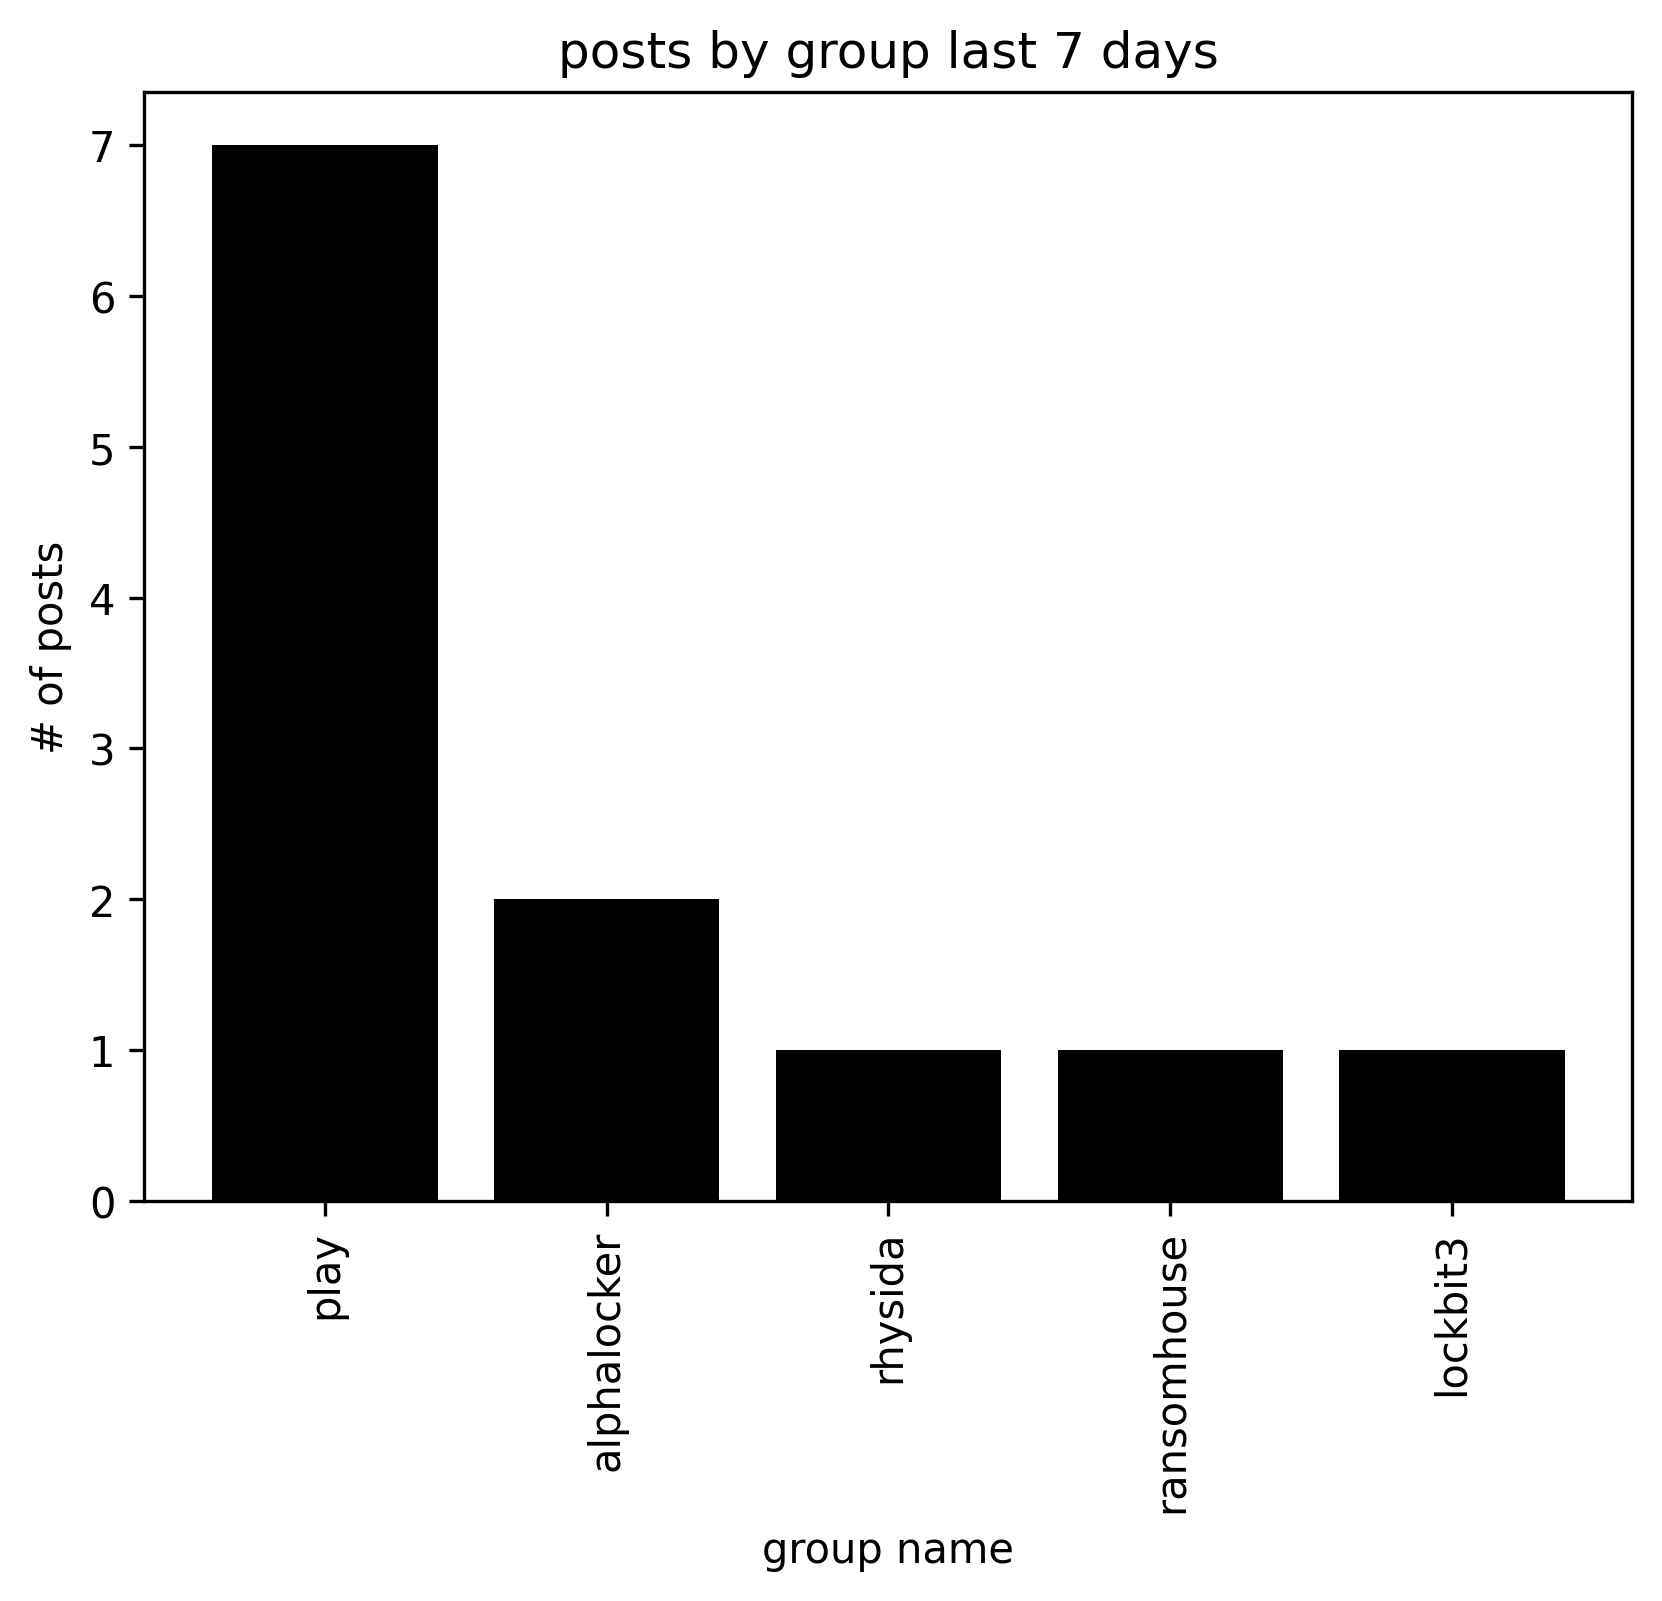 posts by group last 7 days
# of posts
7
6
5
4
3
2
1
0
play
alphalocker
rhysida
ransomhouse
lockbit3
group name